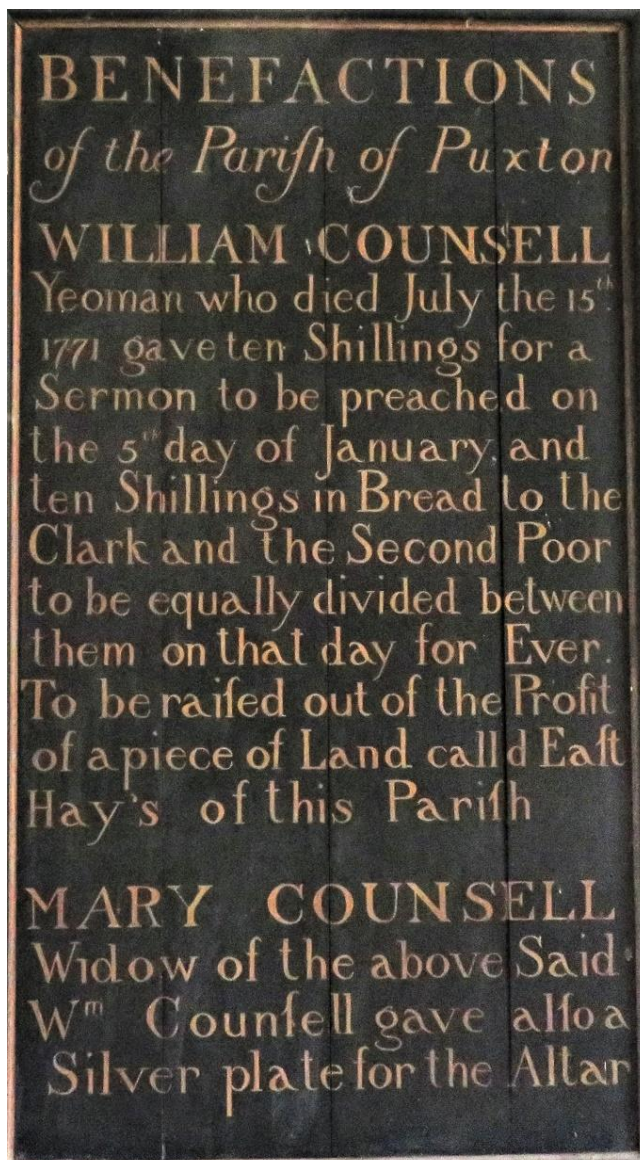 BENEFACTIONS
of the Pariſh of Puxton
WILLIAM COUNSELL
Yeoman who died July the 15th
1771 gave ten Shillings for a
Sermon to be preached on
the 5th day of January, and
ten Shillings in Bread to the
Clark and the Second Poor
to be equally divided between
them on that day for Ever.
To be raiſed out of the Profit
of a piece of Land call'd Eaſt
Hay's of this Pariſh
MARY COUNSELL
Widow of the above Said
Wm Counſell gave alſo a
Silver plate for the Altar